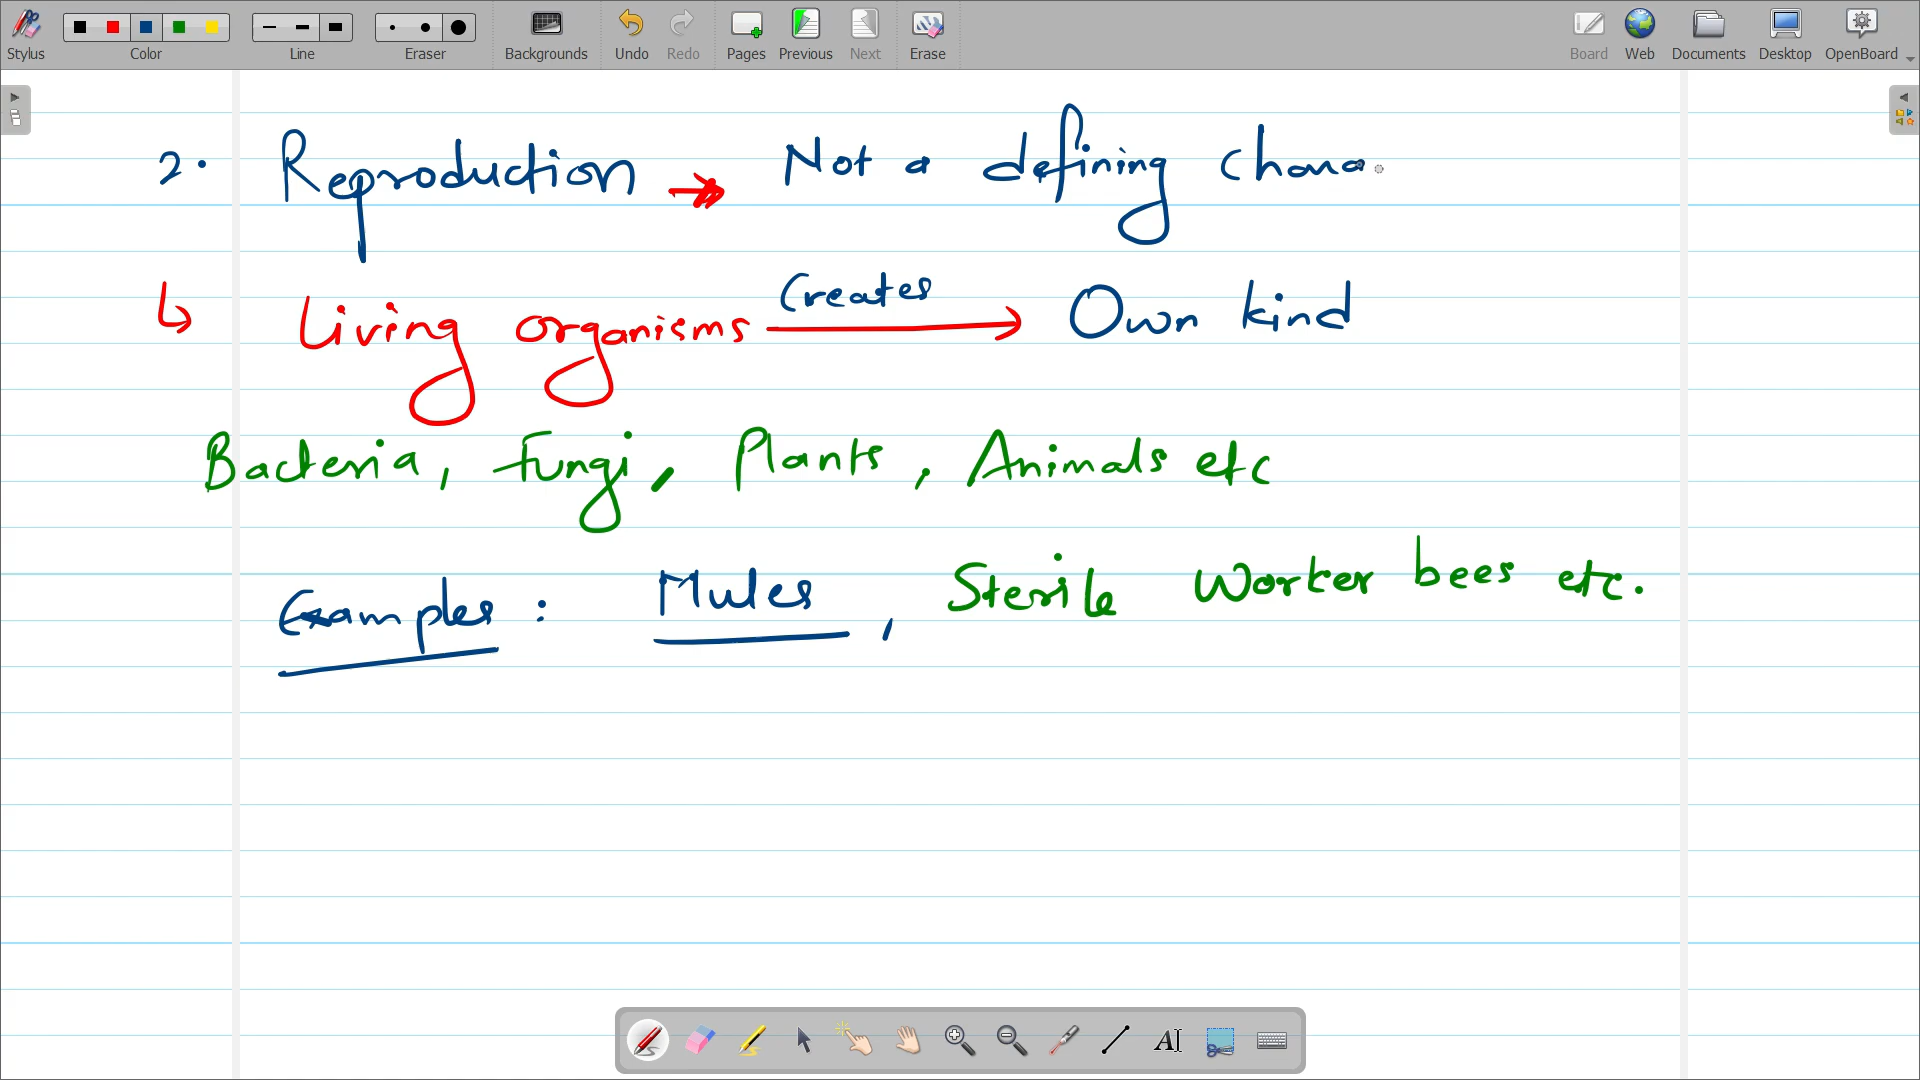 Stylus Color Line Eraser Backgrounds Undo Redo Pages Previous Next Erase Board Web Documents Desktop OpenBoard
2. Reproduction → Not a defining chara
↳ Living organisms Creates → Own kind
Bacteria, Fungi, Plants, Animals etc
Examples: Mules, Sterile Worker bees etc.